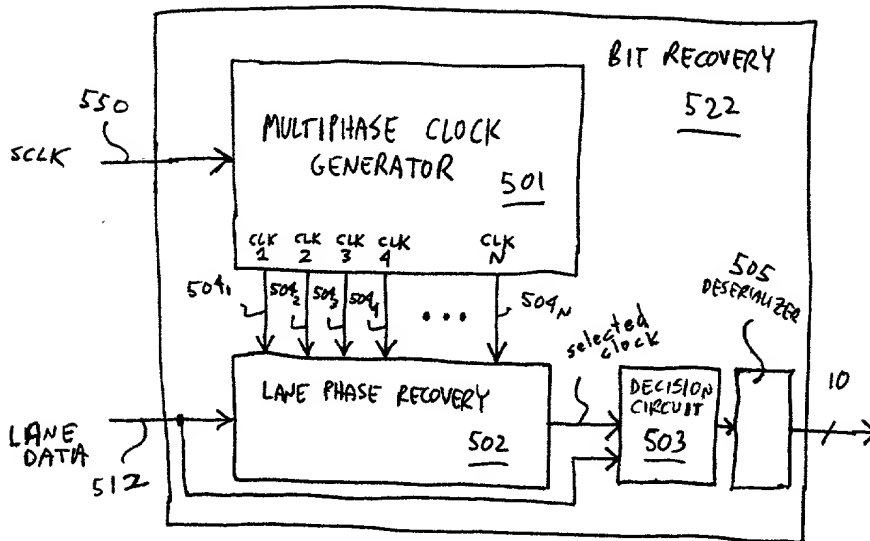 BIT RECOVERY
522
550
SCLK
MULTIPHASE CLOCK
GENERATOR
501
CLK CLK CLK CLK CLK
1 2 3 4 N
504₁ 504₂ 504₃ 504₄ ... 504N
505
DESERIALIZER
selected
clock
LANE PHASE RECOVERY
502
DECISION
CIRCUIT
503
10
LANE
DATA
512